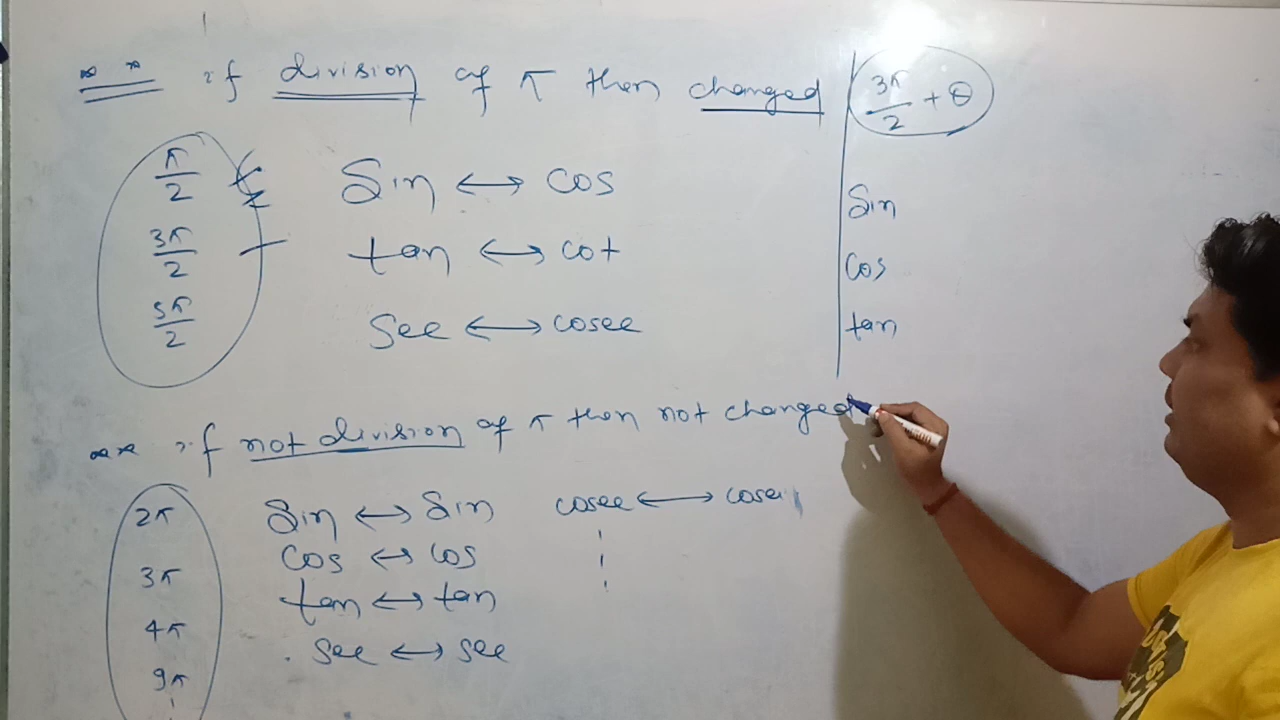 ** if division of π then changed
π/2
3π/2
5π/2
Sin ↔ cos
tan ↔ cot
Sec ↔ cosec
3π/2 + θ
Sin
Cos
tan
** if not division of π then not changed
2π
3π
4π
9π
Sin ↔ Sin
Cos ↔ Cos
tan ↔ tan
Sec ↔ sec
cosec ↔ cosec